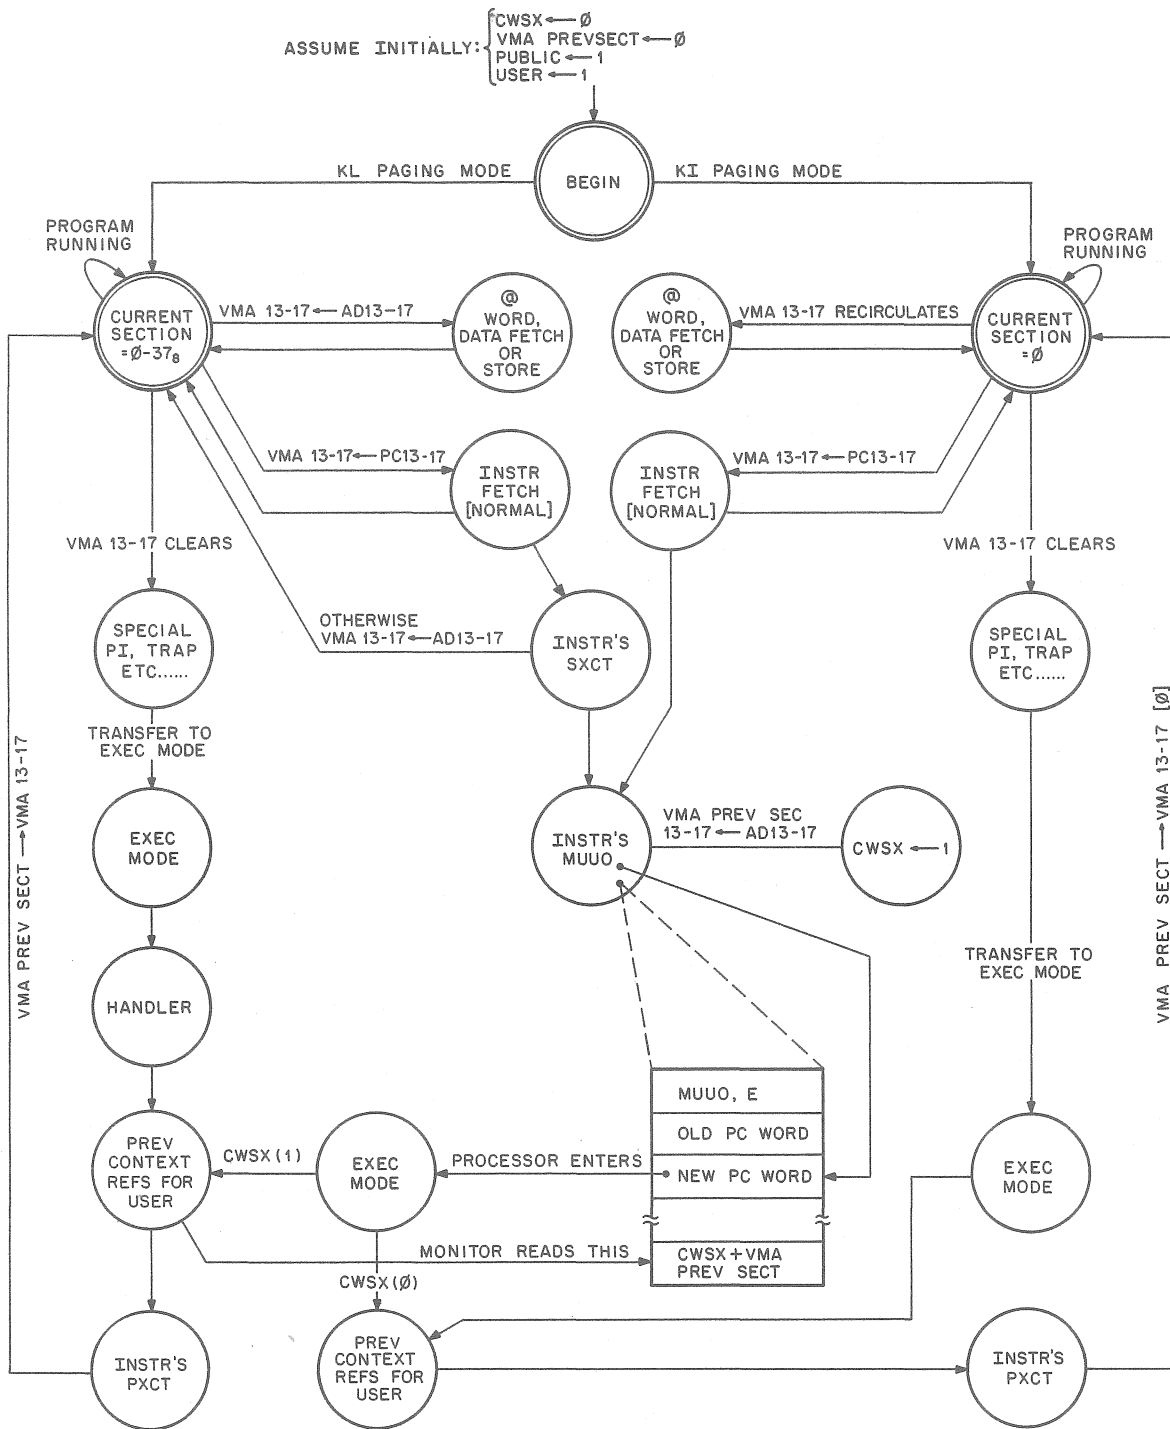 ASSUME INITIALLY:
CWSX ← Ø
VMA PREVSECT ← Ø
PUBLIC ← 1
USER ← 1
KL PAGING MODE
BEGIN
KI PAGING MODE
PROGRAM
RUNNING
PROGRAM
RUNNING
CURRENT
SECTION
=Ø-37₈
VMA 13-17 ← AD13-17
@
WORD,
DATA FETCH
OR
STORE
@
WORD,
DATA FETCH
OR
STORE
VMA 13-17 RECIRCULATES
CURRENT
SECTION
=Ø
VMA 13-17 ← PC13-17
INSTR
FETCH
[NORMAL]
INSTR
FETCH
[NORMAL]
VMA 13-17 ← PC13-17
VMA 13-17 CLEARS
VMA 13-17 CLEARS
SPECIAL
PI, TRAP
ETC......
OTHERWISE
VMA 13-17 ← AD13-17
INSTR'S
SXCT
SPECIAL
PI, TRAP
ETC......
TRANSFER TO
EXEC MODE
VMA PREV SECT → VMA 13-17
VMA PREV SECT → VMA 13-17 [Ø]
EXEC
MODE
INSTR'S
MUUO
VMA PREV SEC
13-17 ← AD13-17
CWSX ← 1
TRANSFER TO
EXEC MODE
HANDLER
MUUO, E
OLD PC WORD
NEW PC WORD
CWSX+VMA
PREV SECT
PREV
CONTEXT
REFS FOR
USER
CWSX (1)
EXEC
MODE
PROCESSOR ENTERS
EXEC
MODE
MONITOR READS THIS
CWSX(Ø)
INSTR'S
PXCT
PREV
CONTEXT
REFS FOR
USER
INSTR'S
PXCT